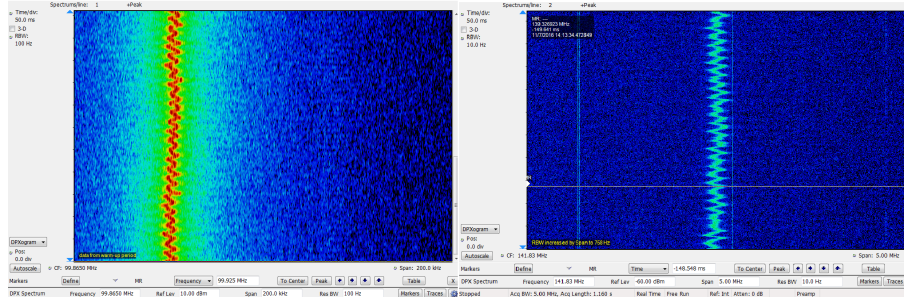 Spectrums/line: 1 +Peak
Time/div:
50.0 ms
3-D
RBW:
100 Hz
data from warm-up period
DPXogram
Pos:
0.0 div
Autoscale CF: 99.8650 MHz Span: 200.0 kHz
Markers Define MR Frequency 99.925 MHz To Center Peak Table X
DPX Spectrum Frequency 99.8650 MHz Ref Lev 10.00 dBm Span 200.0 kHz Res BW 100 Hz Markers Traces
Spectrums/line: 2 +Peak
Time/div:
50.0 ms
3-D
RBW:
10.0 Hz
MR: ---
139.326923 MHz
-149.641 ms
11/7/2016 14:13:34.472849
MR
RBW increased by Span to 758 Hz
DPXogram
Pos:
0.0 div
Autoscale CF: 141.83 MHz Span: 5.00 MHz
Markers Define MR Time -148.548 ms To Center Peak Table
DPX Spectrum Frequency 141.83 MHz Ref Lev -60.00 dBm Span 5.00 MHz Res BW 10.0 Hz Markers Traces
Stopped Acq BW: 5.00 MHz, Acq Length: 1.160 s Real Time Free Run Ref: Int Atten: 0 dB Preamp